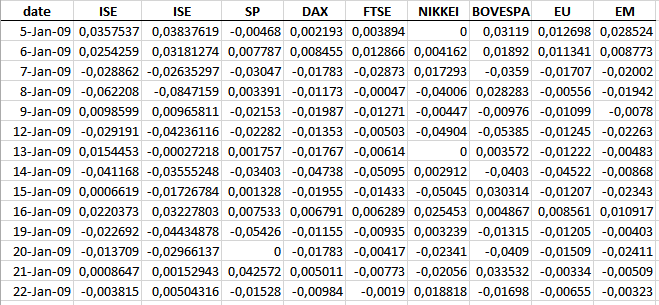 date ISE ISE SP DAX FTSE NIKKEI BOVESPA EU EM
5-Jan-09 0,0357537 0,03837619 -0,00468 0,002193 0,003894 0 0,03119 0,012698 0,028524
6-Jan-09 0,0254259 0,03181274 0,007787 0,008455 0,012866 0,004162 0,01892 0,011341 0,008773
7-Jan-09 -0,028862 -0,02635297 -0,03047 -0,01783 -0,02873 0,017293 -0,0359 -0,01707 -0,02002
8-Jan-09 -0,062208 -0,0847159 0,003391 -0,01173 -0,00047 -0,04006 0,028283 -0,00556 -0,01942
9-Jan-09 0,0098599 0,00965811 -0,02153 -0,01987 -0,01271 -0,00447 -0,00976 -0,01099 -0,0078
12-Jan-09 -0,029191 -0,04236116 -0,02282 -0,01353 -0,00503 -0,04904 -0,05385 -0,01245 -0,02263
13-Jan-09 0,0154453 -0,00027218 0,001757 -0,01767 -0,00614 0 0,003572 -0,01222 -0,00483
14-Jan-09 -0,041168 -0,03555248 -0,03403 -0,04738 -0,05095 0,002912 -0,0403 -0,04522 -0,00868
15-Jan-09 0,0006619 -0,01726784 0,001328 -0,01955 -0,01433 -0,05045 0,030314 -0,01207 -0,02343
16-Jan-09 0,0220373 0,03227803 0,007533 0,006791 0,006289 0,025453 0,004867 0,008561 0,010917
19-Jan-09 -0,022692 -0,04434878 -0,05426 -0,01155 -0,00935 0,003239 -0,01315 -0,01205 -0,00403
20-Jan-09 -0,013709 -0,02966137 0 -0,01783 -0,00417 -0,02341 -0,0409 -0,01509 -0,02411
21-Jan-09 0,0008647 0,00152943 0,042572 0,005011 -0,00773 -0,02056 0,033532 -0,00334 -0,00509
22-Jan-09 -0,003815 0,00504316 -0,01528 -0,00984 -0,0019 0,018818 -0,01698 -0,00655 -0,00323